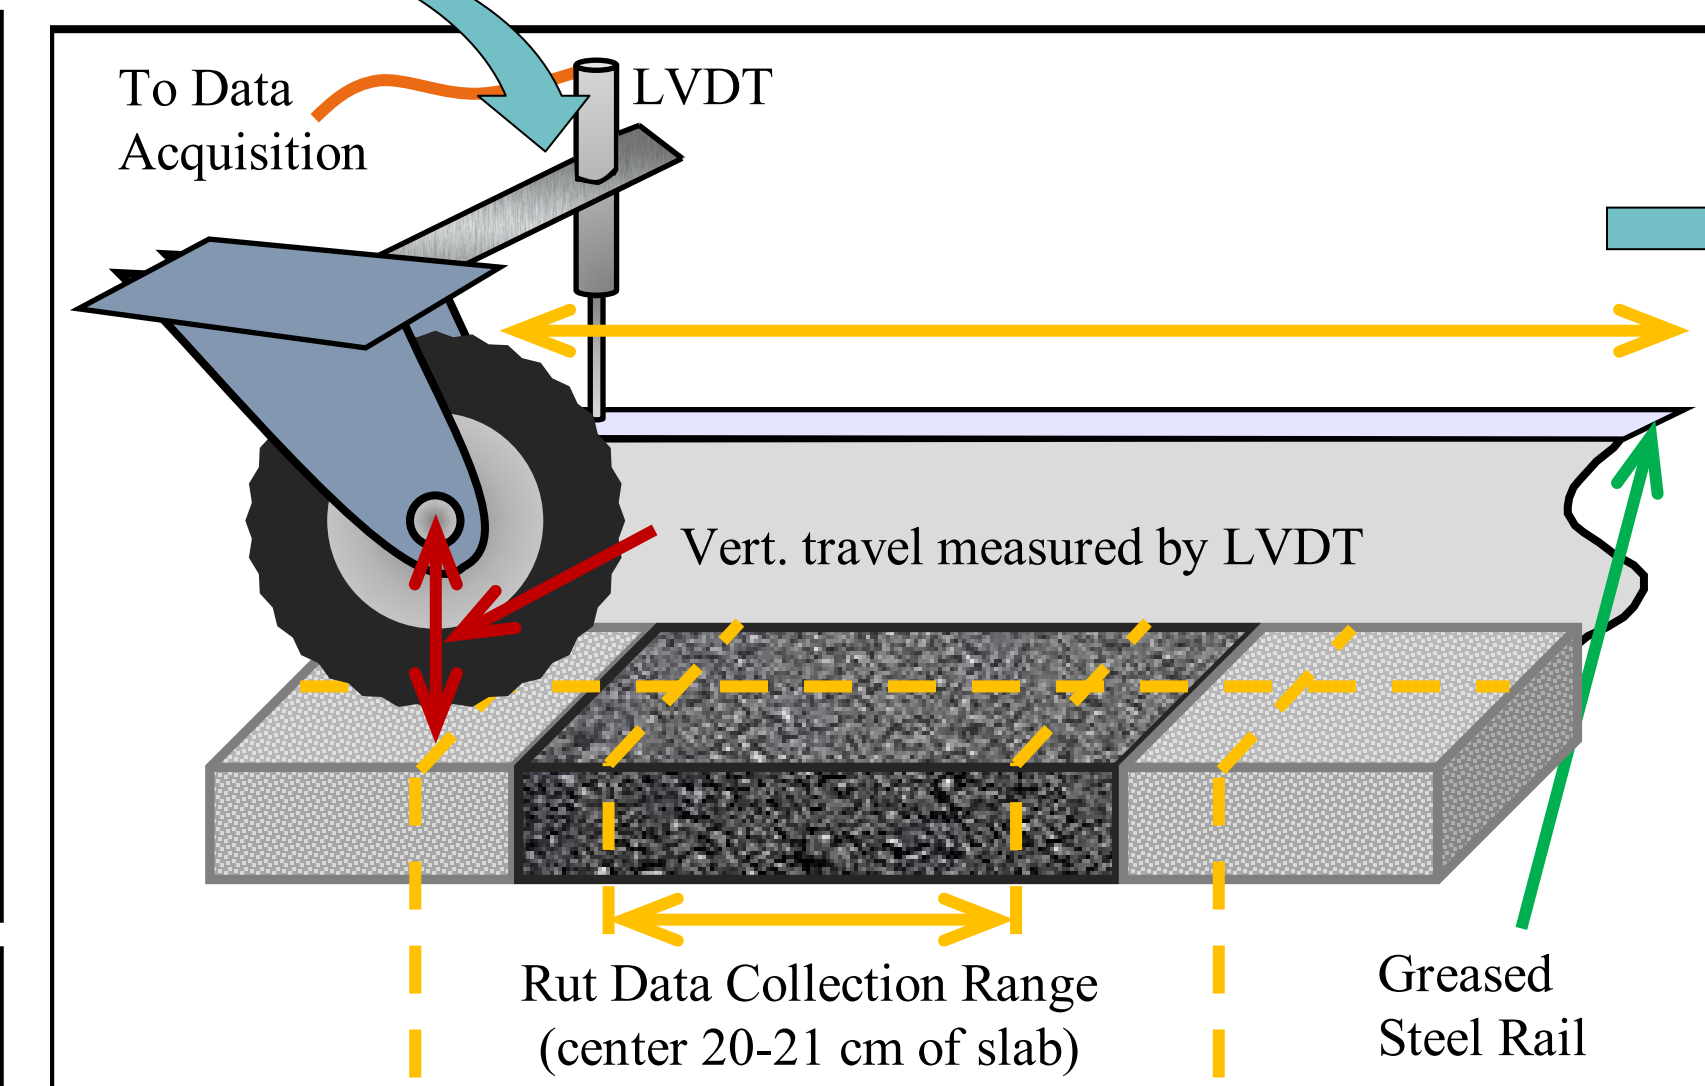 To Data
Acquisition
LVDT
Vert. travel measured by LVDT
Rut Data Collection Range
(center 20-21 cm of slab)
Greased
Steel Rail